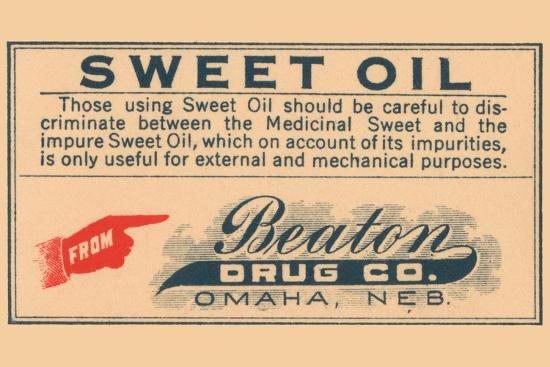 SWEET OIL
Those using Sweet Oil should be careful to dis-
criminate between the Medicinal Sweet and the
impure Sweet Oil, which on account of its impurities,
is only useful for external and mechanical purposes.
FROM
Beaton
DRUG CO.
OMAHA, NEB.